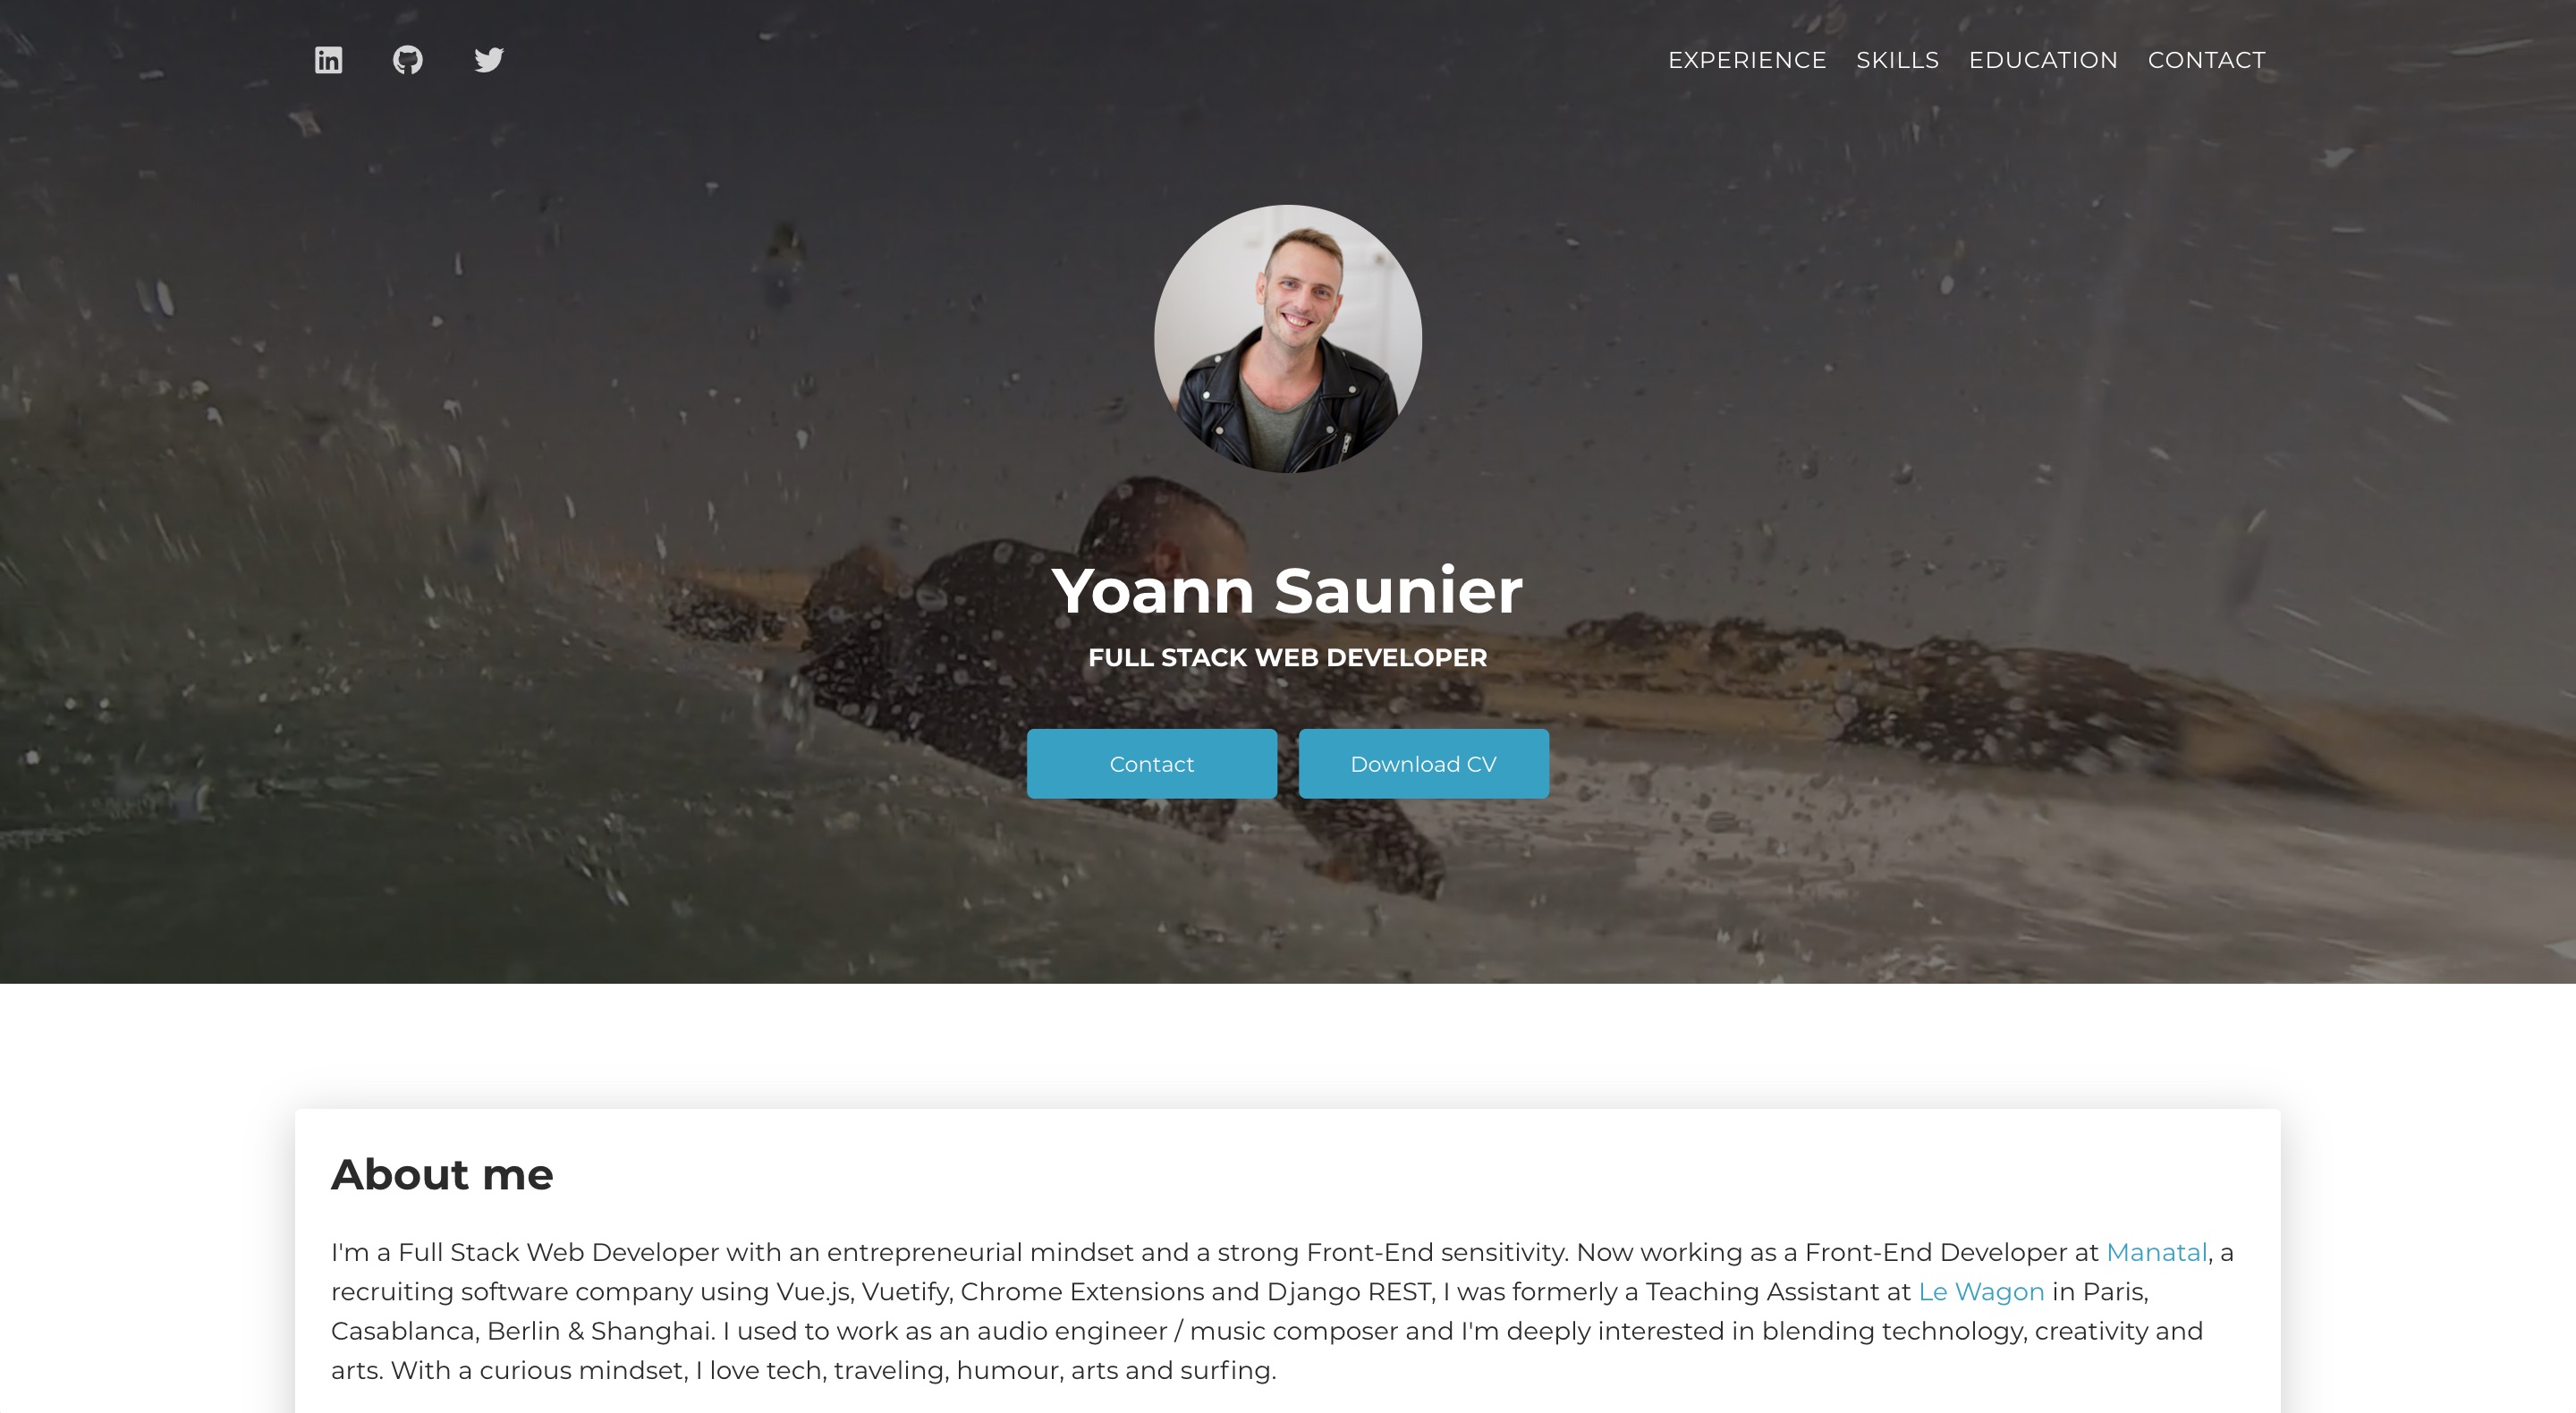 EXPERIENCE SKILLS EDUCATION CONTACT
Yoann Saunier
FULL STACK WEB DEVELOPER
Contact Download CV
About me
I'm a Full Stack Web Developer with an entrepreneurial mindset and a strong Front-End sensitivity. Now working as a Front-End Developer at Manatal, a
recruiting software company using Vue.js, Vuetify, Chrome Extensions and Django REST, I was formerly a Teaching Assistant at Le Wagon in Paris,
Casablanca, Berlin & Shanghai. I used to work as an audio engineer / music composer and I'm deeply interested in blending technology, creativity and
arts. With a curious mindset, I love tech, traveling, humour, arts and surfing.